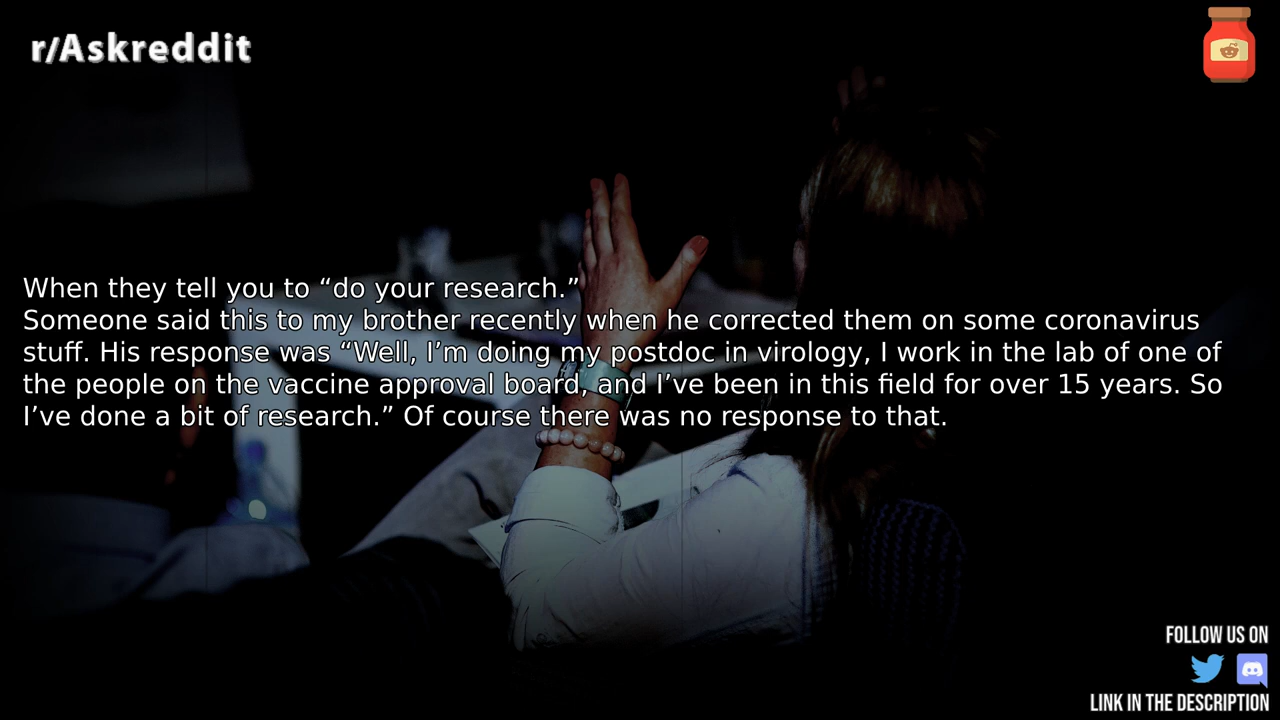 r/Askreddit
When they tell you to “do your research.”
Someone said this to my brother recently when he corrected them on some coronavirus
stuff. His response was “Well, I’m doing my postdoc in virology, I work in the lab of one of
the people on the vaccine approval board, and I’ve been in this field for over 15 years. So
I’ve done a bit of research.” Of course there was no response to that.
FOLLOW US ON
LINK IN THE DESCRIPTION